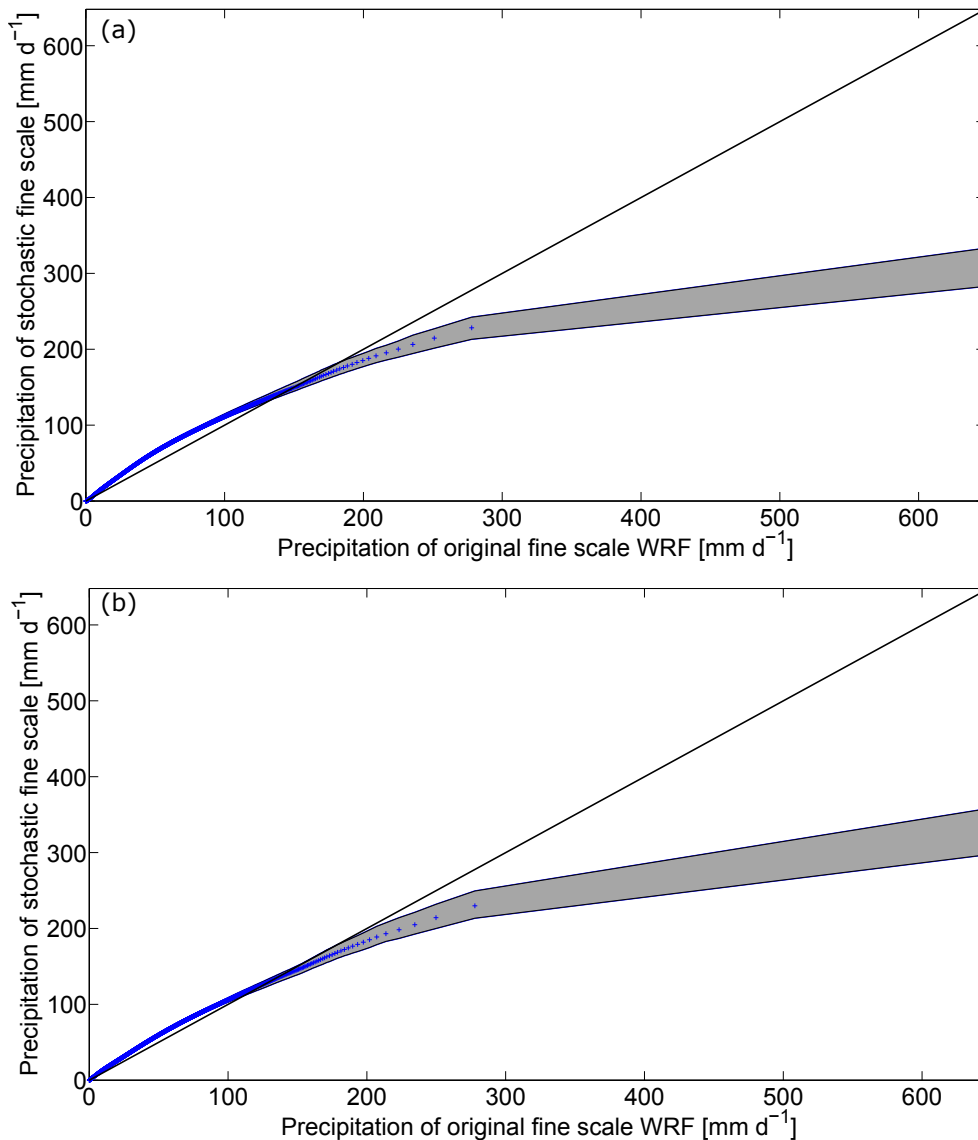 (a)
Precipitation of stochastic fine scale [mm d⁻¹]
600
500
400
300
200
100
0
0 100 200 300 400 500 600
Precipitation of original fine scale WRF [mm d⁻¹]
(b)
Precipitation of stochastic fine scale [mm d⁻¹]
600
500
400
300
200
100
0
0 100 200 300 400 500 600
Precipitation of original fine scale WRF [mm d⁻¹]